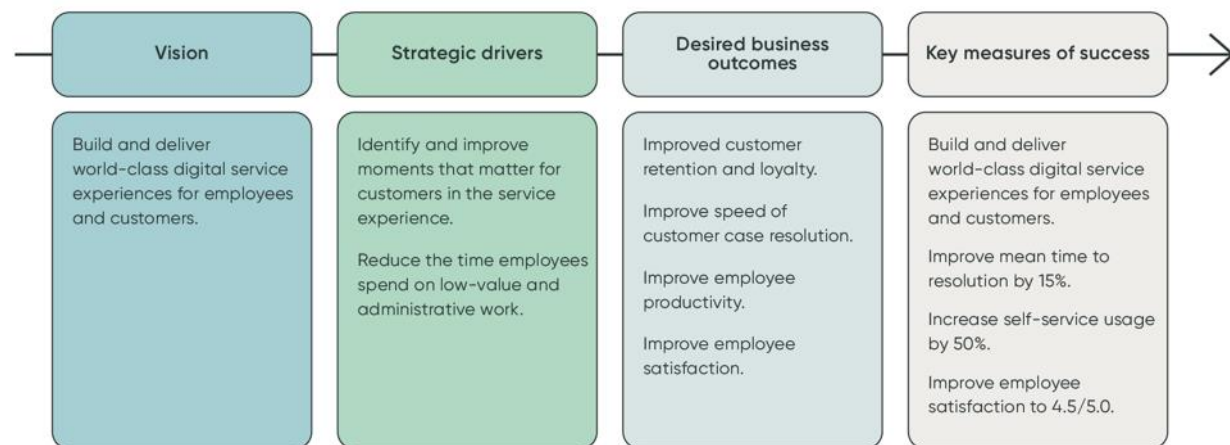 Vision
Strategic drivers
Desired business
outcomes
Key measures of success
Build and deliver
world-class digital service
experiences for employees
and customers.
Identify and improve
moments that matter for
customers in the service
experience.
Reduce the time employees
spend on low-value and
administrative work.
Improved customer
retention and loyalty.
Improve speed of
customer case resolution.
Improve employee
productivity.
Improve employee
satisfaction.
Build and deliver
world-class digital service
experiences for employees
and customers.
Improve mean time to
resolution by 15%.
Increase self-service usage
by 50%.
Improve employee
satisfaction to 4.5/5.0.